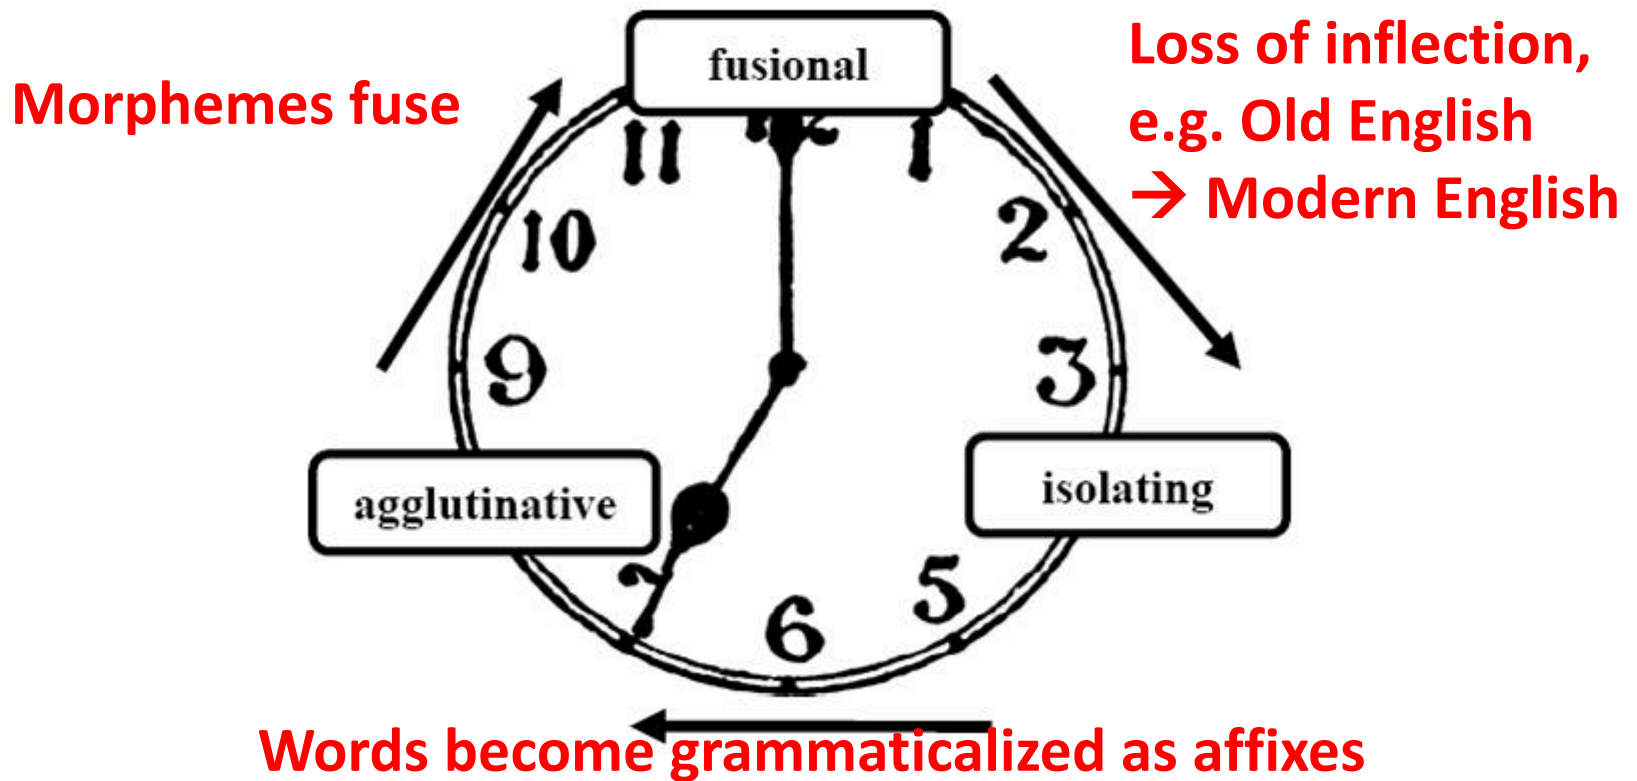 fusional
Loss of inflection,
e.g. Old English
→ Modern English
Morphemes fuse
11
12
1
10
2
9
3
agglutinative
isolating
7
5
6
Words become grammaticalized as affixes